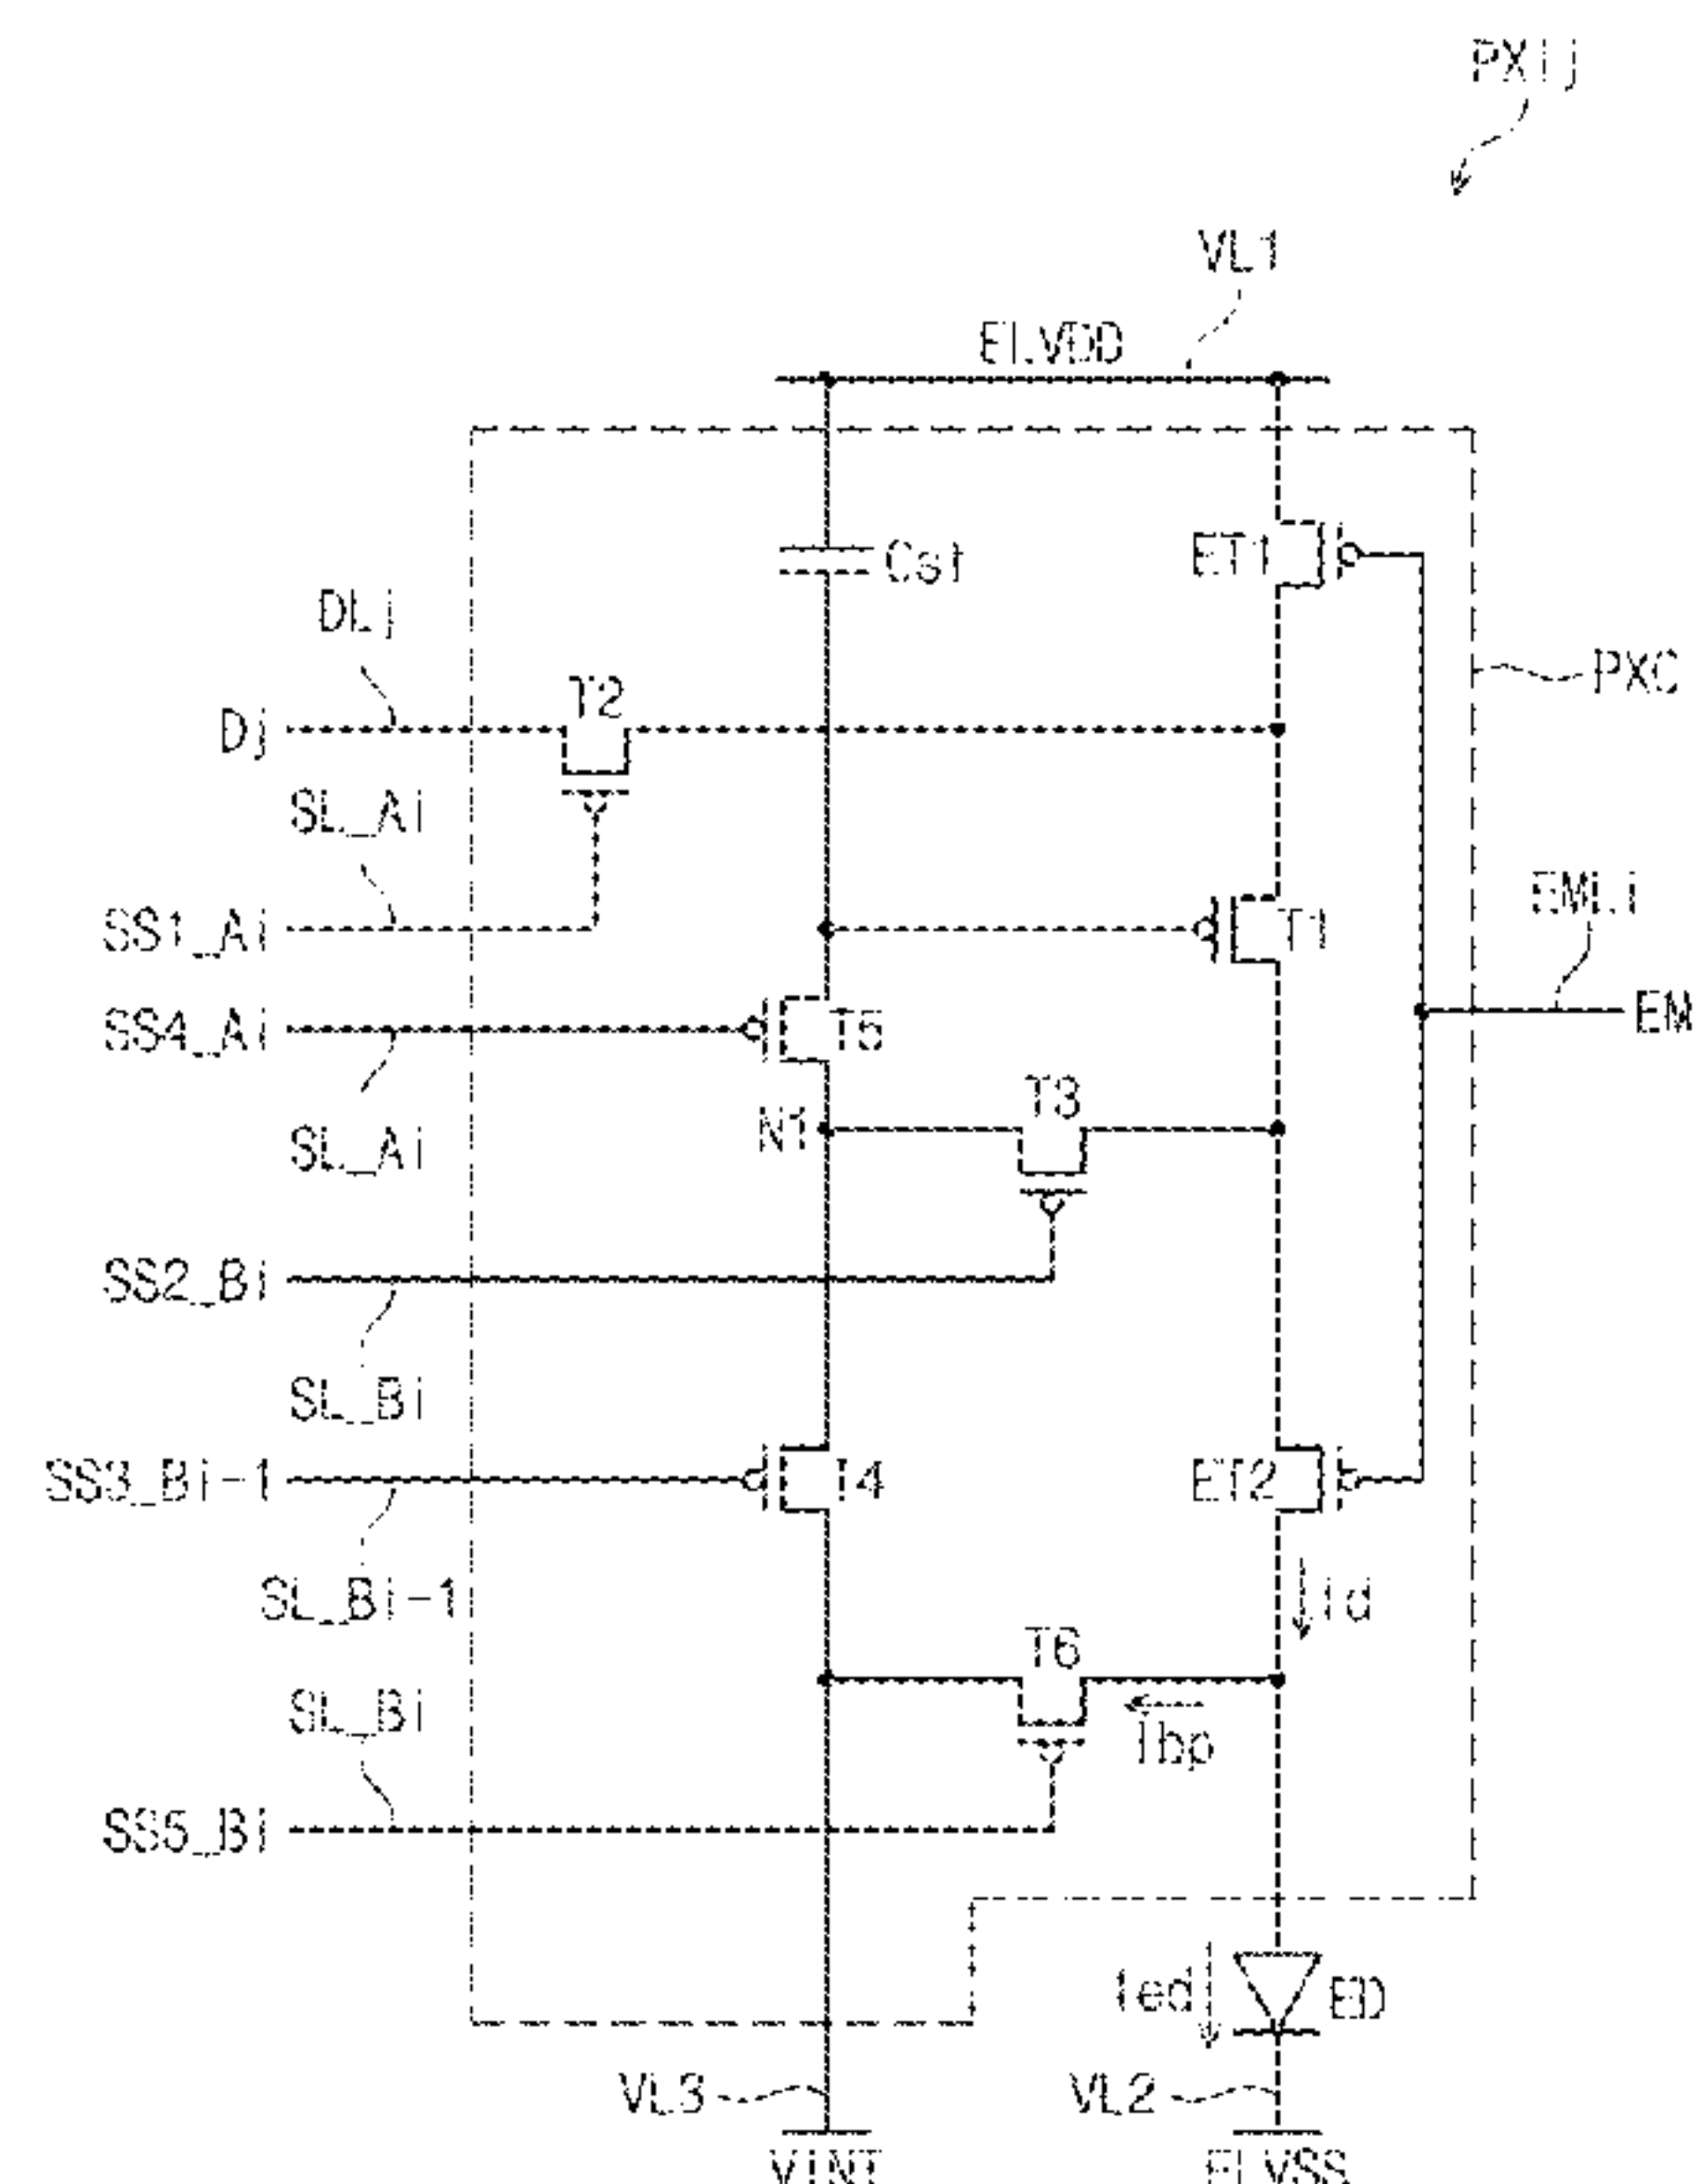 PXij
VL1
ELVDD
Cst
ET1
DLj
T2
PXC
Dj
SL_Ai
EMLi
SS1_Ai
T1
SS4_Ai
T5
EM
T3
N1
SL_Ai
SS2_Bi
SL_Bi
SS3_Bi-1
T4
ET2
SL_Bi-1
Id
T6
SL_Bi
Ibp
SS5_Bi
Ied
ED
VL3
VL2
VINT
ELVSS